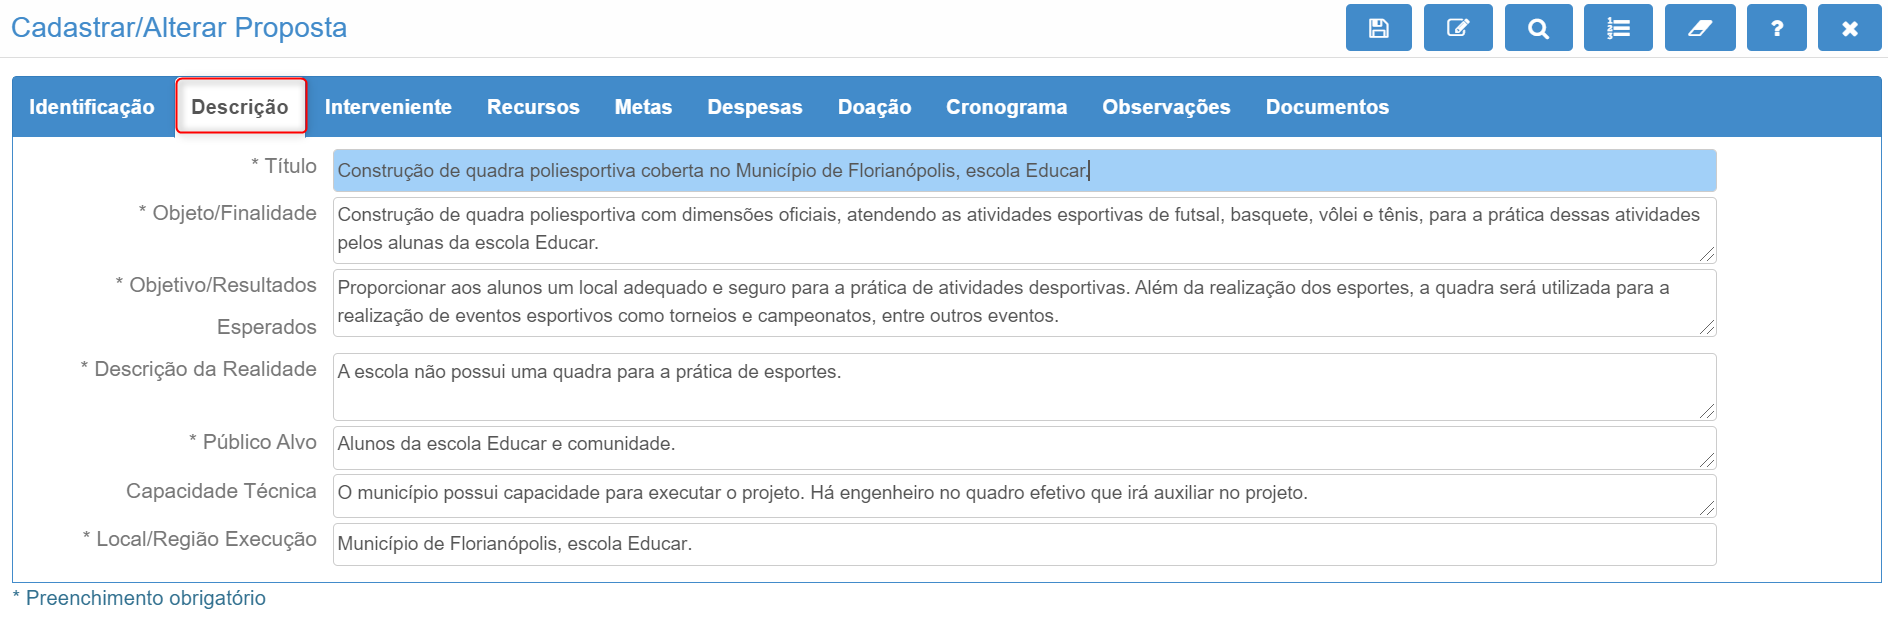 Cadastrar/Alterar Proposta
?
Identificação Descrição Interveniente Recursos Metas Despesas Doação Cronograma Observações Documentos
* Título Construção de quadra poliesportiva coberta no Município de Florianópolis, escola Educar.
* Objeto/Finalidade Construção de quadra poliesportiva com dimensões oficiais, atendendo as atividades esportivas de futsal, basquete, vôlei e tênis, para a prática dessas atividades
pelos alunas da escola Educar.
* Objetivo/Resultados
Esperados
Proporcionar aos alunos um local adequado e seguro para a prática de atividades desportivas. Além da realização dos esportes, a quadra será utilizada para a
realização de eventos esportivos como torneios e campeonatos, entre outros eventos.
* Descrição da Realidade A escola não possui uma quadra para a prática de esportes.
* Público Alvo Alunos da escola Educar e comunidade.
Capacidade Técnica O município possui capacidade para executar o projeto. Há engenheiro no quadro efetivo que irá auxiliar no projeto.
* Local/Região Execução Município de Florianópolis, escola Educar.
* Preenchimento obrigatório